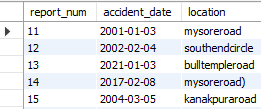 report_num accident_date location
11 2001-01-03 mysoreroad
12 2002-02-04 southendcircle
13 2021-01-03 bulltempleroad
14 2017-02-08 mysoreroad)
15 2004-03-05 kanakpuraroad